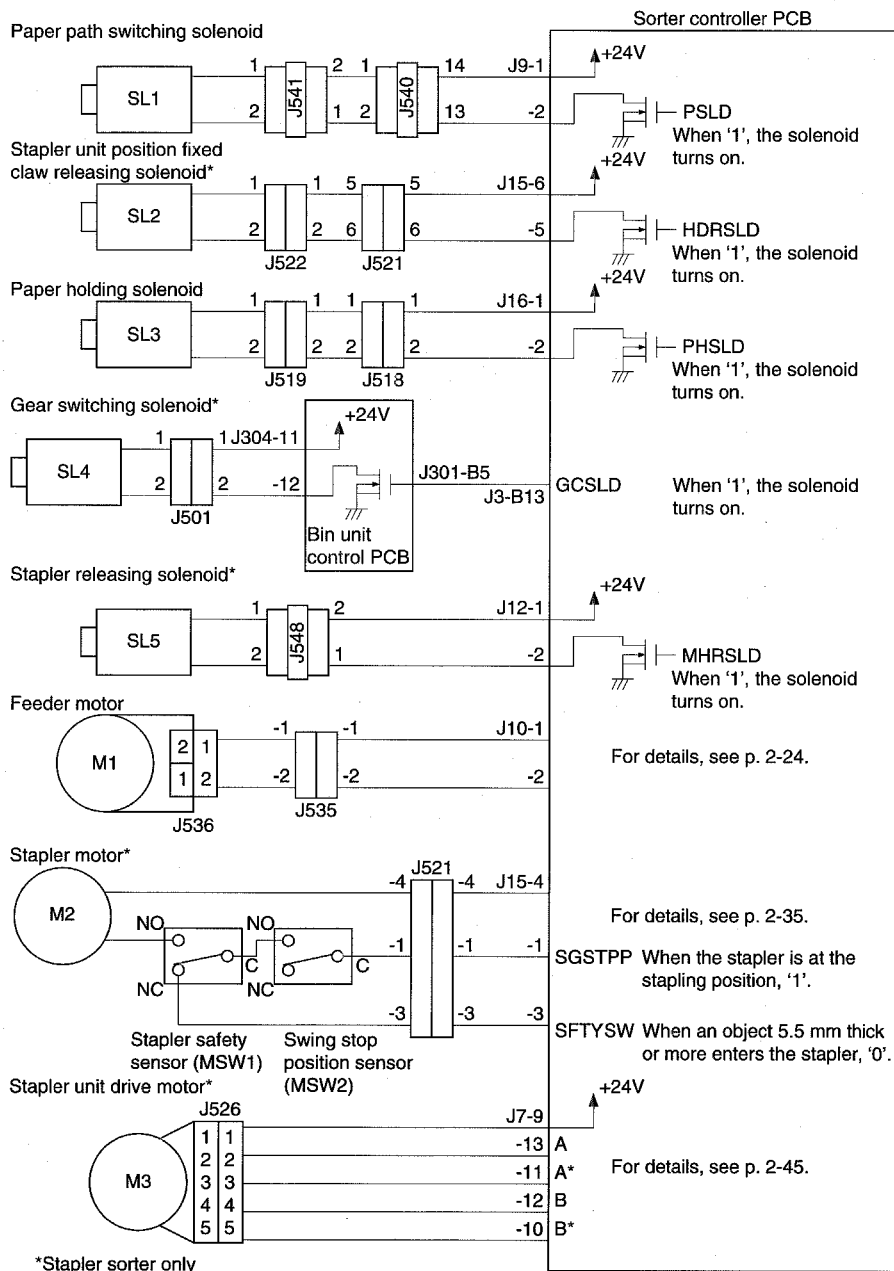 Sorter controller PCB
Paper path switching solenoid
SL1
1 J541 2 1 J540 14 J9-1 +24V
2 1 2 13 -2 PSLD
When '1', the solenoid
turns on.
Stapler unit position fixed
claw releasing solenoid*
SL2
1 1 5 5 J15-6 +24V
2 2 6 6 -5 HDRSLD
J522 J521
When '1', the solenoid
turns on.
Paper holding solenoid
SL3
1 1 1 1 J16-1 +24V
2 2 2 2 -2 PHSLD
J519 J518
When '1', the solenoid
turns on.
Gear switching solenoid*
SL4
1 1 J304-11 +24V
2 2 -12 J301-B5
J501
J3-B13 GCSLD When '1', the solenoid
turns on.
Bin unit
control PCB
Stapler releasing solenoid*
SL5
1 J548 2 J12-1 +24V
2 1 -2 MHRSLD
When '1', the solenoid
turns on.
Feeder motor
M1
2 1 -1 -1 J10-1
1 2 -2 -2 -2
J536 J535
For details, see p. 2-24.
Stapler motor*
M2
J521
-4 -4 J15-4
For details, see p. 2-35.
NO NO
C C
NC NC
-1 -1 -1 SGSTPP When the stapler is at the
stapling position, '1'.
-3 -3 -3 SFTYSW When an object 5.5 mm thick
or more enters the stapler, '0'.
Stapler safety
sensor (MSW1)
Swing stop
position sensor
(MSW2)
Stapler unit drive motor*
M3
J526
1 1 J7-9 +24V
2 2 -13 A
3 3 -11 A*
4 4 -12 B
5 5 -10 B*
For details, see p. 2-45.
*Stapler sorter only